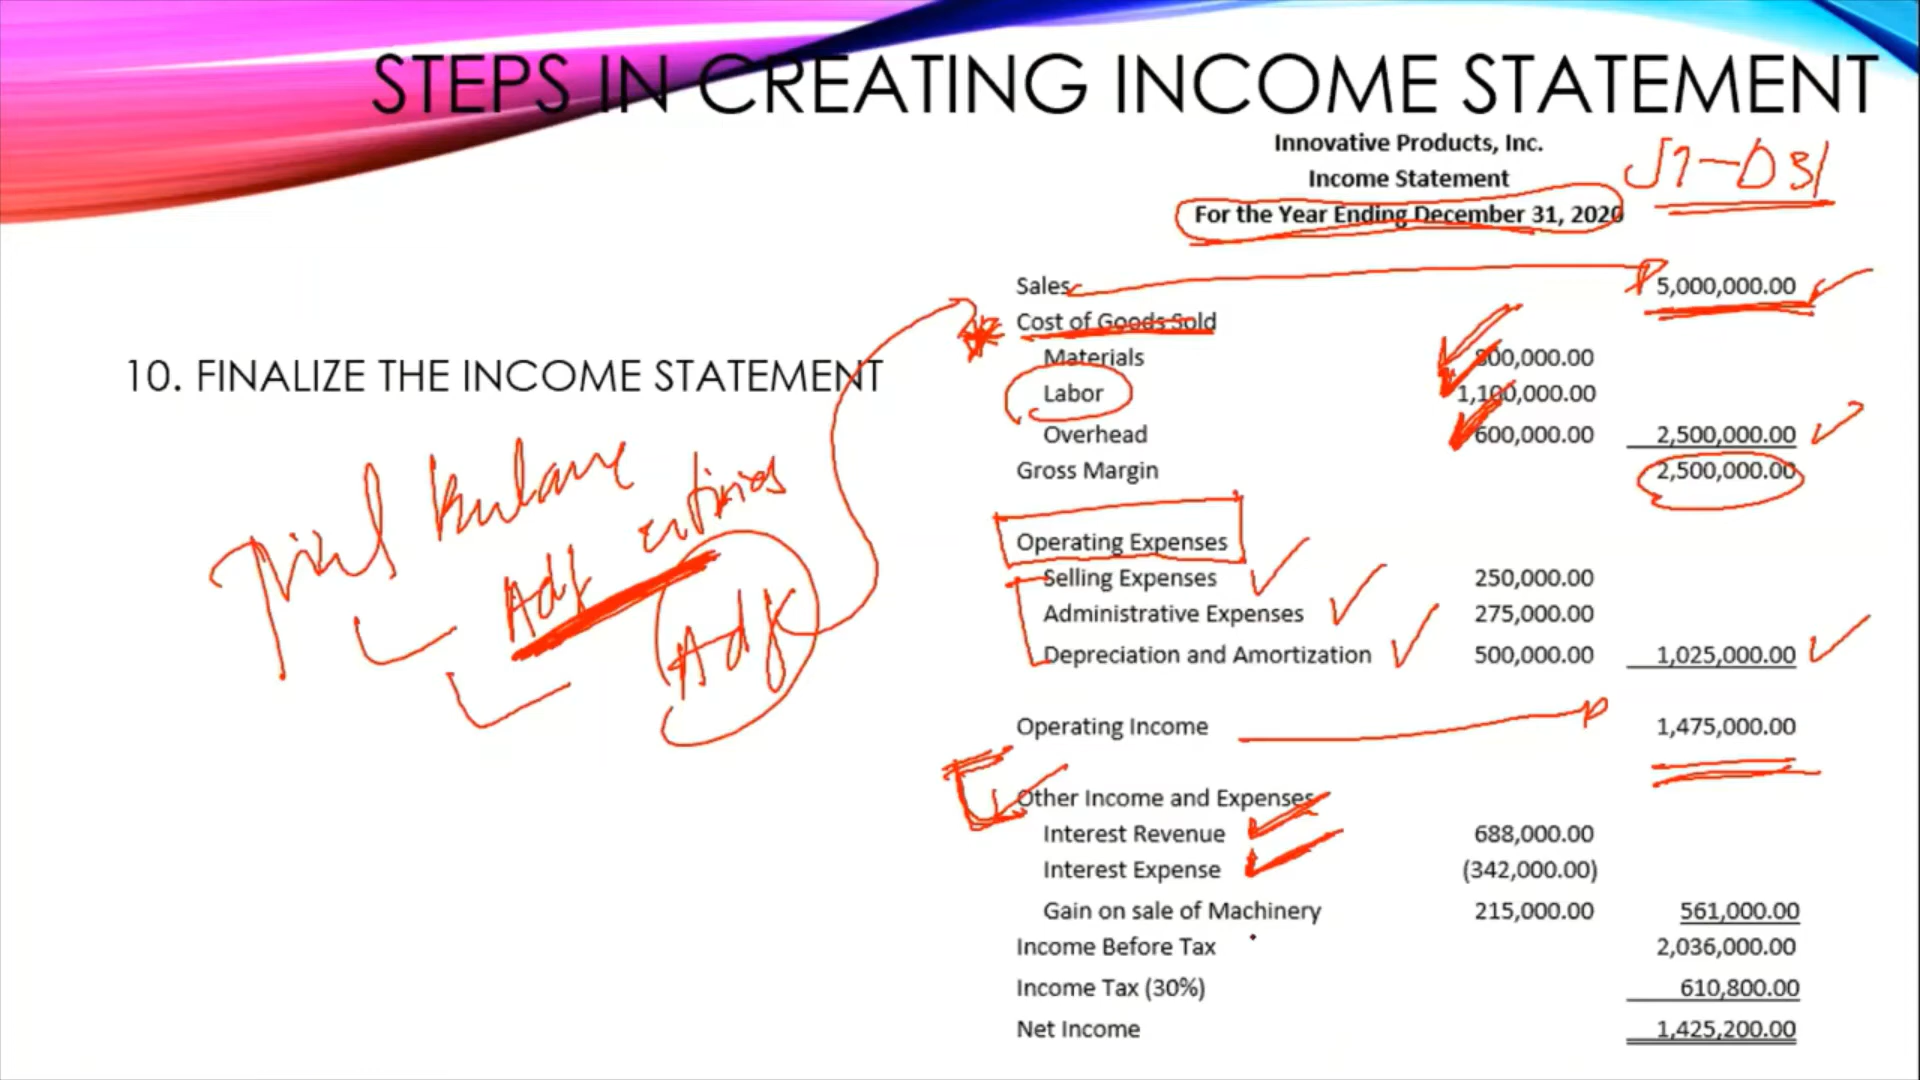 STEPS IN CREATING INCOME STATEMENT
10. FINALIZE THE INCOME STATEMENT
Trial balance
Adj entries
Adj
Innovative Products, Inc.
Income Statement
For the Year Ending December 31, 2020
J1-D31
Sales 5,000,000.00
Cost of Goods Sold
Materials 800,000.00
Labor 1,100,000.00
Overhead 600,000.00 2,500,000.00
Gross Margin 2,500,000.00
Operating Expenses
Selling Expenses 250,000.00
Administrative Expenses 275,000.00
Depreciation and Amortization 500,000.00 1,025,000.00
Operating Income 1,475,000.00
Other Income and Expenses
Interest Revenue 688,000.00
Interest Expense (342,000.00)
Gain on sale of Machinery 215,000.00 561,000.00
Income Before Tax 2,036,000.00
Income Tax (30%) 610,800.00
Net Income 1,425,200.00